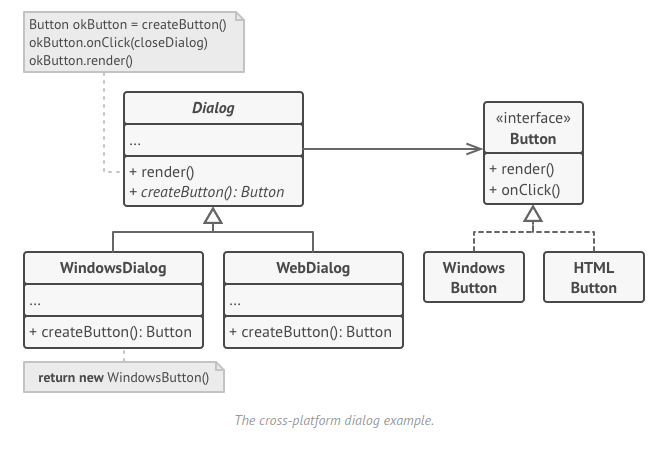 Button okButton = createButton()
okButton.onClick(closeDialog)
okButton.render()
Dialog
...
+ render()
+ createButton(): Button
«interface»
Button
+ render()
+ onClick()
WindowsDialog
...
+ createButton(): Button
WebDialog
...
+ createButton(): Button
Windows
Button
HTML
Button
return new WindowsButton()
The cross-platform dialog example.